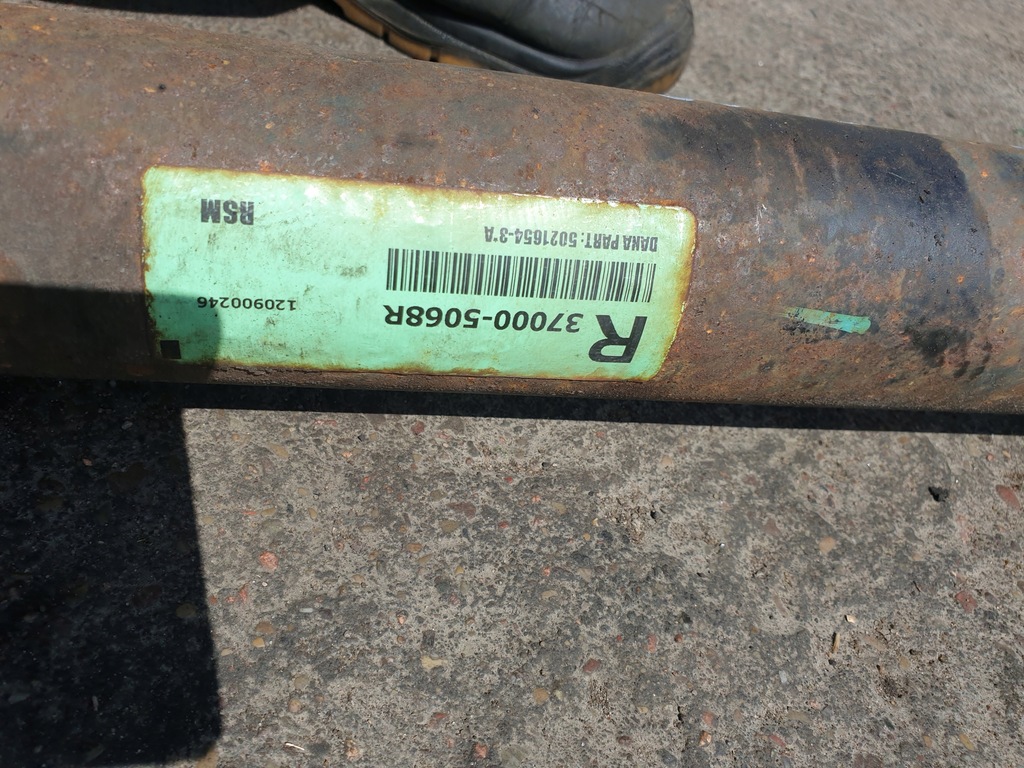 R 37000-5068R
120900246
DANA PART: 5021654-3*A
RSM